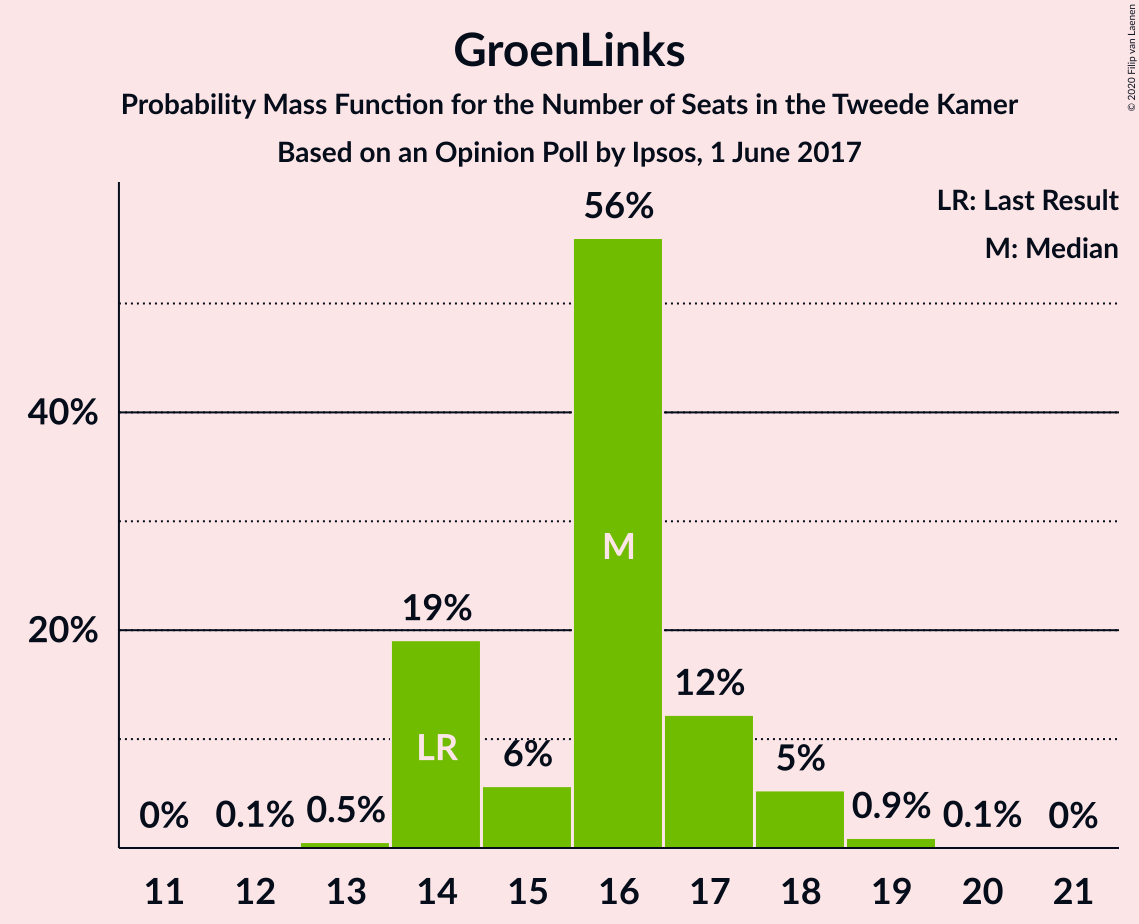 GroenLinks
Probability Mass Function for the Number of Seats in the Tweede Kamer
Based on an Opinion Poll by Ipsos, 1 June 2017
© 2020 Filip van Laenen
LR: Last Result
M: Median
56%
40%
M
19%
20%
12%
LR
6%
5%
0%
0.1%
0.5%
0.9%
0.1%
0%
11 12 13 14 15 16 17 18 19 20 21